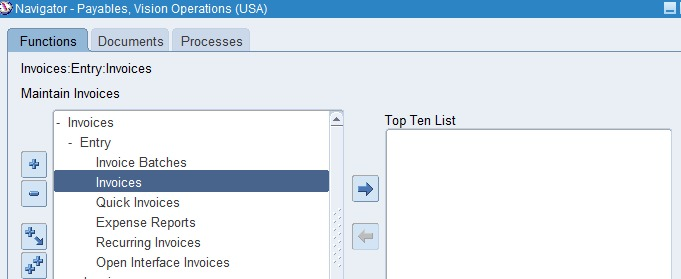 Navigator - Payables, Vision Operations (USA)
Functions Documents Processes
Invoices:Entry:Invoices
Maintain Invoices
Top Ten List
- Invoices
- Entry
Invoice Batches
Invoices
Quick Invoices
Expense Reports
Recurring Invoices
Open Interface Invoices